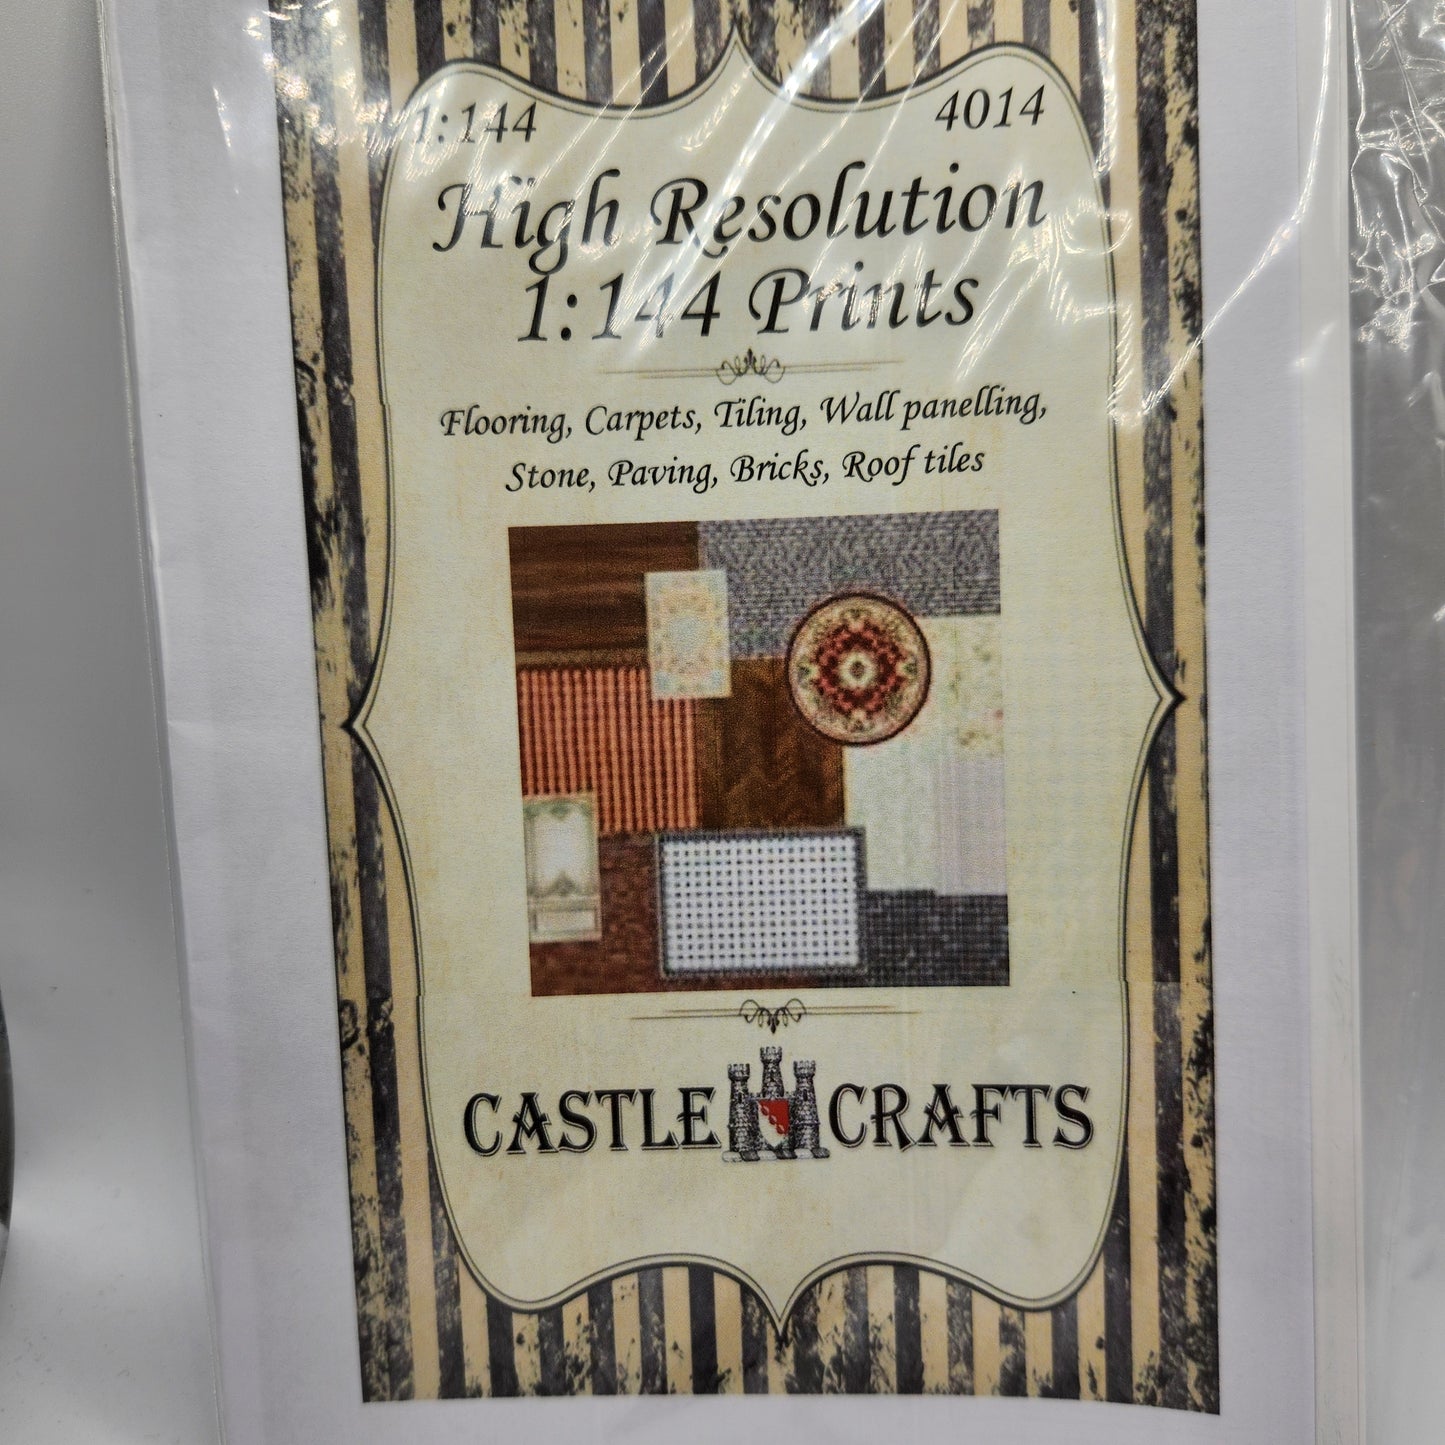 1:144 4014
High Resolution
1:144 Prints
Flooring, Carpets, Tiling, Wall panelling,
Stone, Paving, Bricks, Roof tiles
CASTLE CRAFTS